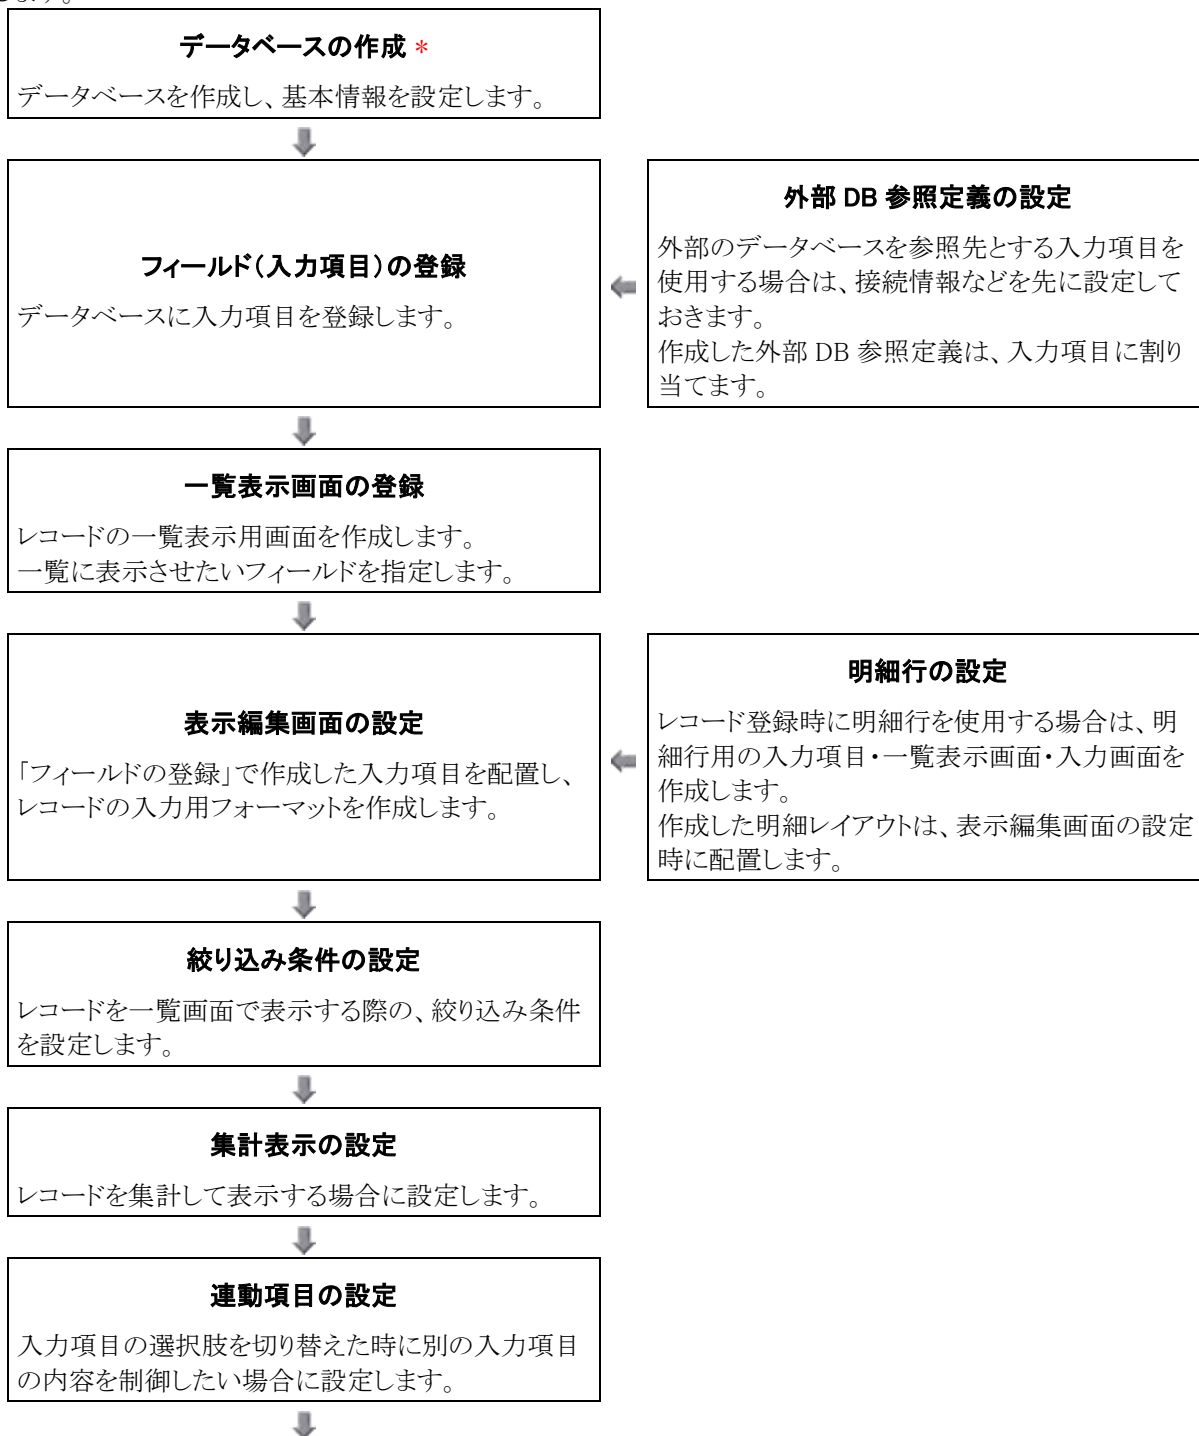 します。
データベースの作成 *
データベースを作成し、基本情報を設定します。
フィールド（入力項目）の登録
データベースに入力項目を登録します。
外部 DB 参照定義の設定
外部のデータベースを参照先とする入力項目を
使用する場合は、接続情報などを先に設定して
おきます。
作成した外部 DB 参照定義は、入力項目に割り
当てます。
一覧表示画面の登録
レコードの一覧表示用画面を作成します。
一覧に表示させたいフィールドを指定します。
表示編集画面の設定
「フィールドの登録」で作成した入力項目を配置し、
レコードの入力用フォーマットを作成します。
明細行の設定
レコード登録時に明細行を使用する場合は、明
細行用の入力項目・一覧表示画面・入力画面を
作成します。
作成した明細レイアウトは、表示編集画面の設定
時に配置します。
絞り込み条件の設定
レコードを一覧画面で表示する際の、絞り込み条件
を設定します。
集計表示の設定
レコードを集計して表示する場合に設定します。
連動項目の設定
入力項目の選択肢を切り替えた時に別の入力項目
の内容を制御したい場合に設定します。